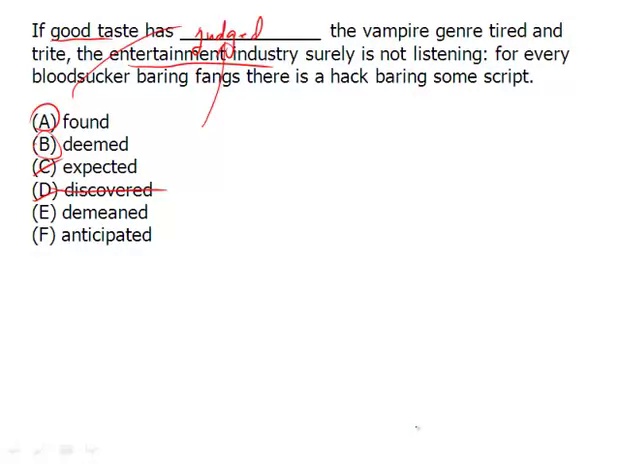 If good taste has judged the vampire genre tired and
trite, the entertainment industry surely is not listening: for every
bloodsucker baring fangs there is a hack baring some script.
(A) found
(B) deemed
(C) expected
(D) discovered
(E) demeaned
(F) anticipated